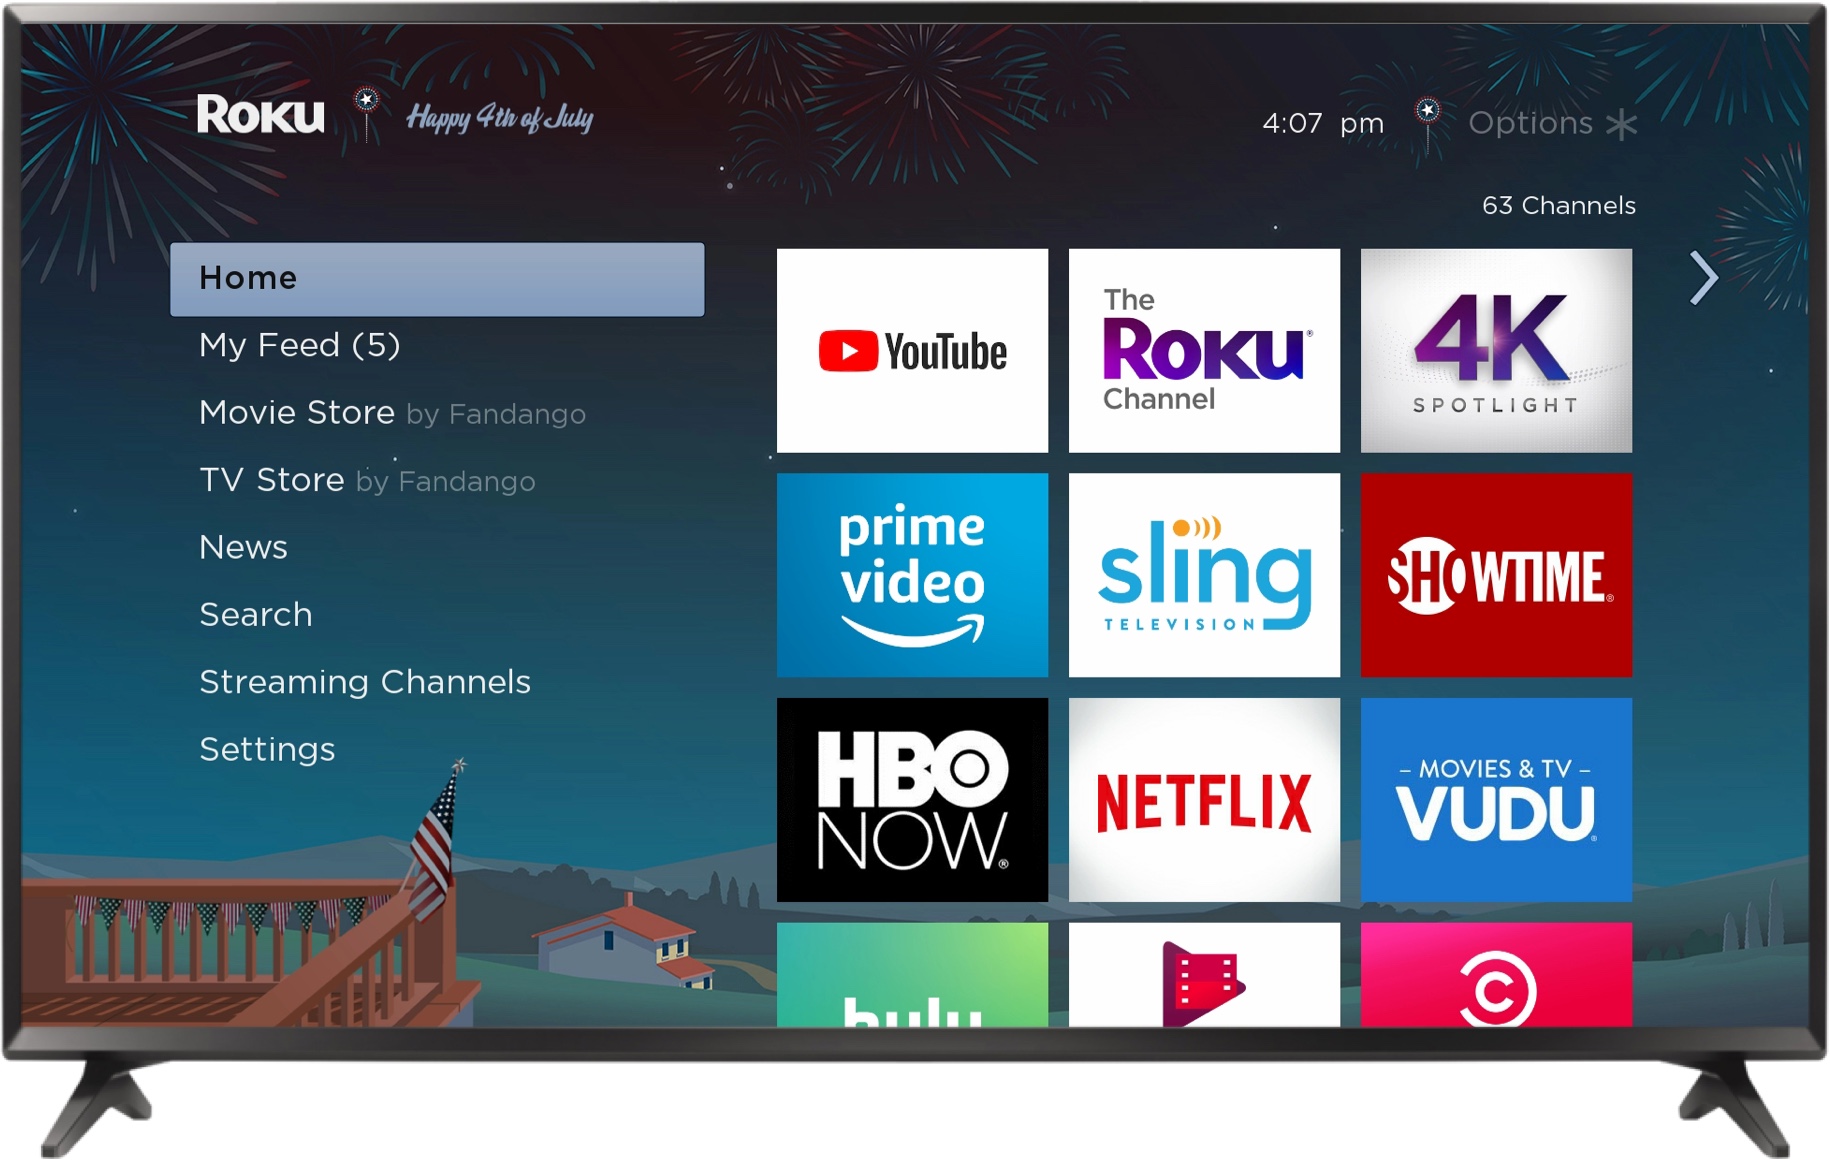 ROKU
Happy 4th of July
4:07 pm
Options
63 Channels
Home
My Feed (5)
Movie Store by Fandango
TV Store by Fandango
News
Search
Streaming Channels
Settings
YouTube
The
ROKU
Channel
4K
SPOTLIGHT
prime
video
sling
TELEVISION
SHOWTIME®
HBO
NOW®
NETFLIX
– MOVIES & TV –
VUDU
hulu
C